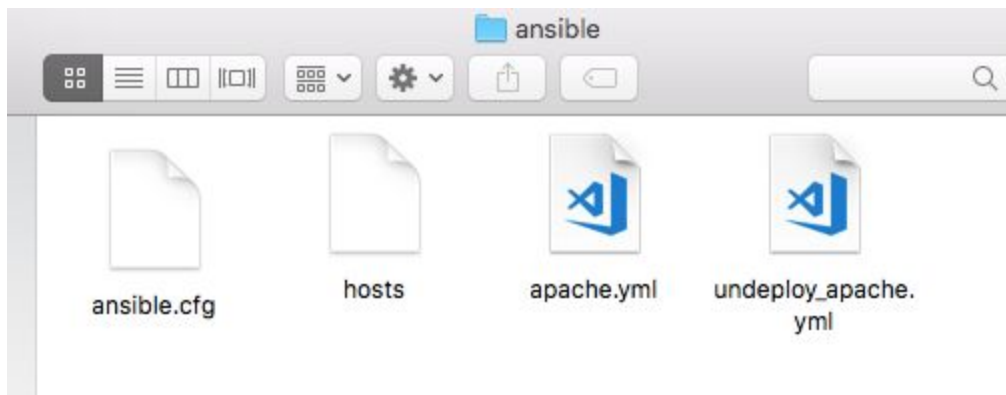 ansible
ansible.cfg
hosts
apache.yml
undeploy_apache.
yml